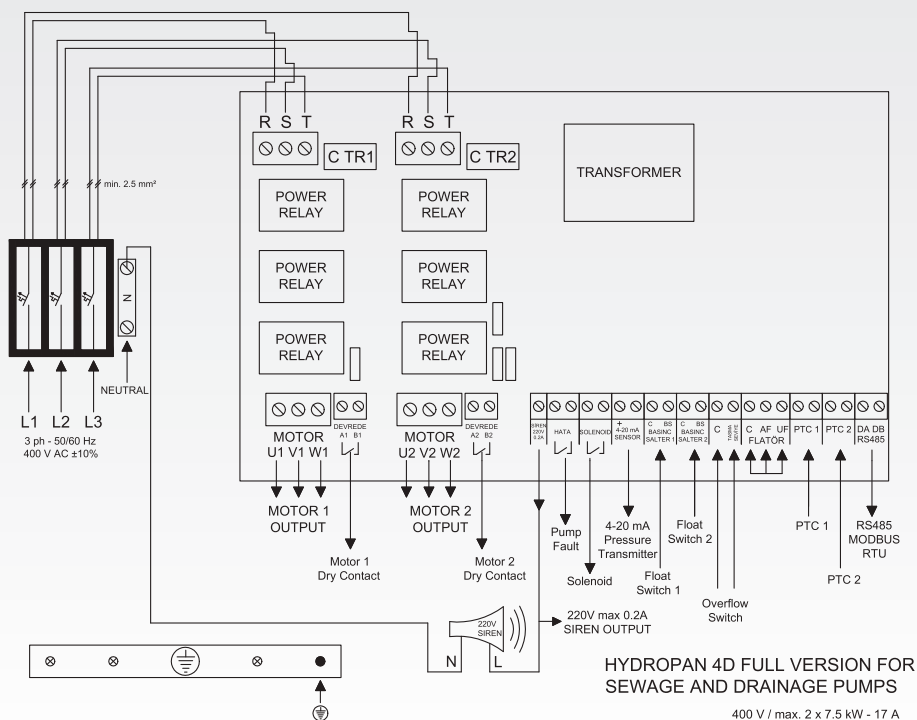 R S T
R S T
C TR1
C TR2
TRANSFORMER
POWER
RELAY
POWER
RELAY
min. 2.5 mm²
POWER
RELAY
POWER
RELAY
N
POWER
RELAY
POWER
RELAY
NEUTRAL
L1 L2 L3
3 ph - 50/60 Hz
400 V AC ±10%
MOTOR
U1 V1 W1
DEVREDE
A1 B1
MOTOR
U2 V2 W2
DEVREDE
A2 B2
SIREN
220V
0.2A
HATA
SOLENOID
+
4-20 mA
SENSOR
C BS
BASINC
SALTER 1
C BS
BASINC
SALTER 2
C
TASMA
SEVIYE
C AF UF
FLATÖR
PTC 1
PTC 2
DA DB
RS485
MOTOR 1
OUTPUT
MOTOR 2
OUTPUT
Motor 1
Dry Contact
Motor 2
Dry Contact
Pump
Fault
Solenoid
4-20 mA
Pressure
Transmitter
Float
Switch 1
Float
Switch 2
Overflow
Switch
PTC 1
PTC 2
RS485
MODBUS
RTU
220V
SIREN
N
L
220V max 0.2A
SIREN OUTPUT
HYDROPAN 4D FULL VERSION FOR
SEWAGE AND DRAINAGE PUMPS
400 V / max. 2 x 7.5 kW - 17 A